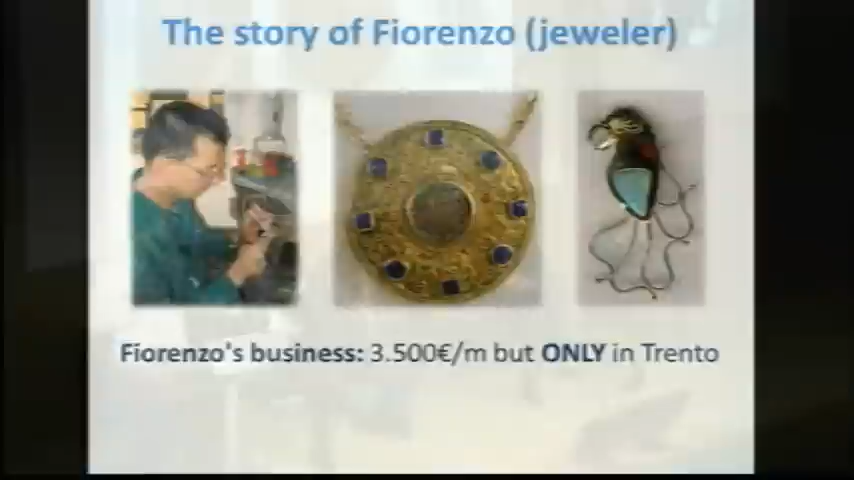 The story of Fiorenzo (jeweler)
Fiorenzo's business: 3.500€/m but ONLY in Trento